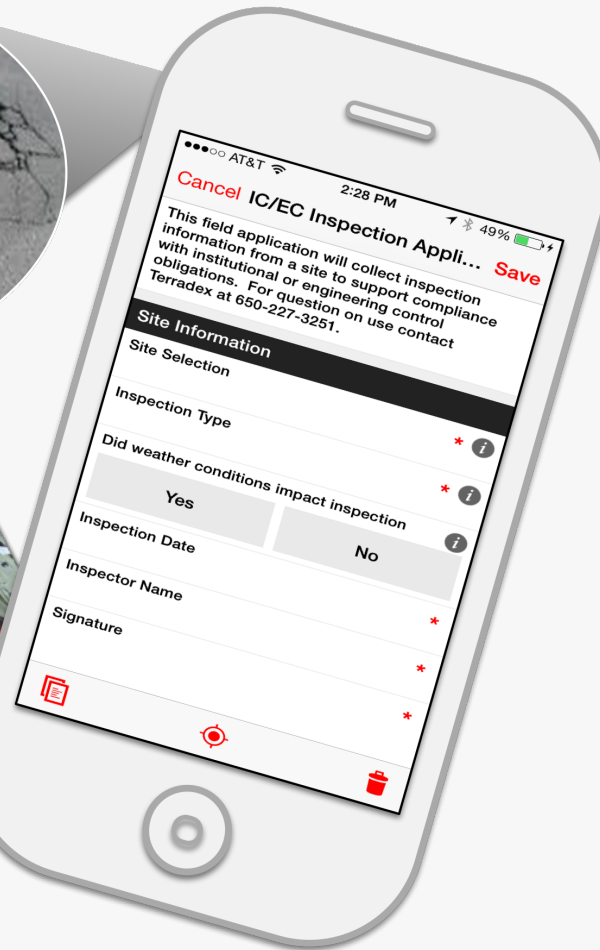 ●●●○○ AT&T 2:28 PM 49%
Cancel IC/EC Inspection Appli... Save
This field application will collect inspection
information from a site to support compliance
with institutional or engineering control
obligations.  For question on use contact
Terradex at 650-227-3251.
Site Information
Site Selection
*
Inspection Type
*
Did weather conditions impact inspection
Yes No
Inspection Date
*
Inspector Name
*
Signature
*